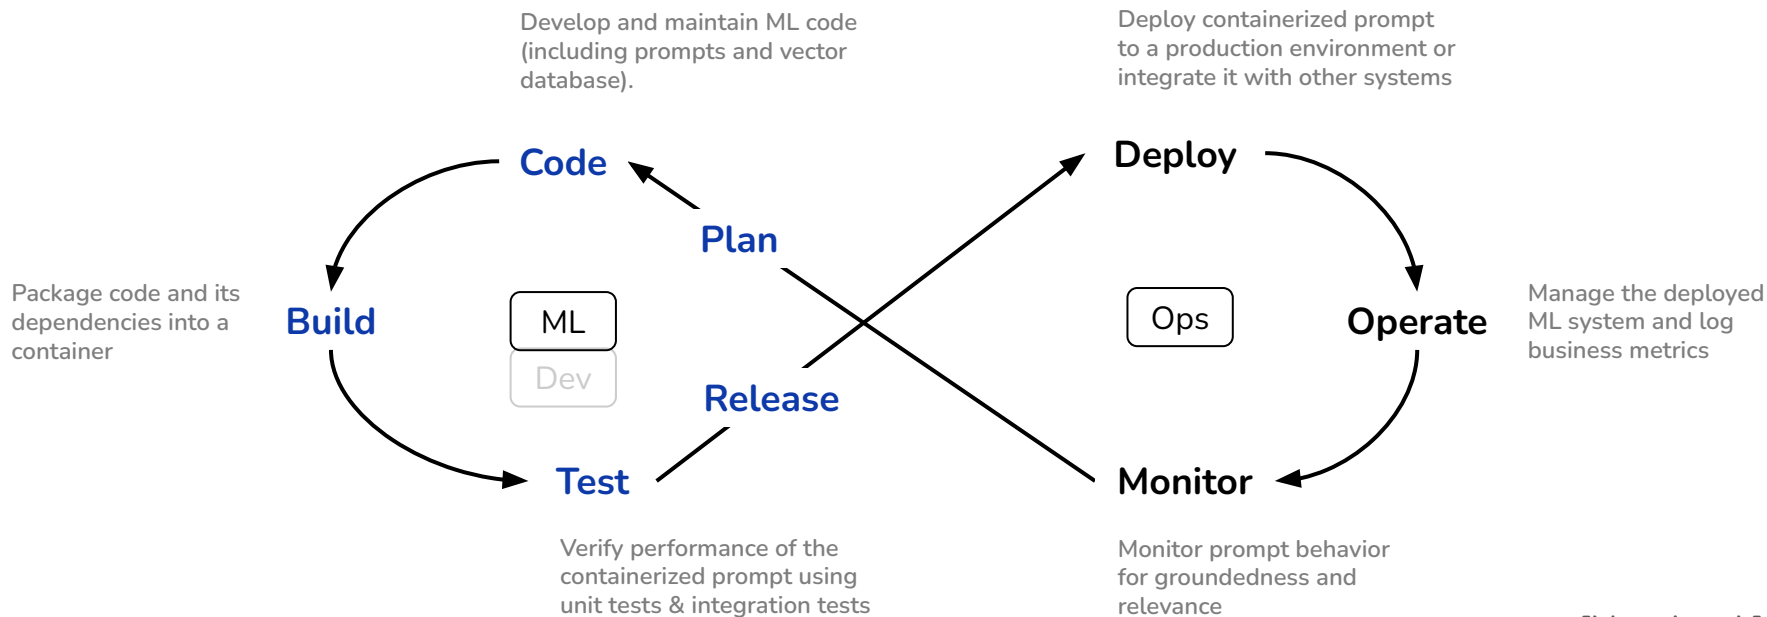 Develop and maintain ML code
(including prompts and vector
database).
Deploy containerized prompt
to a production environment or
integrate it with other systems
Code
Deploy
Plan
Package code and its
dependencies into a
container
Build
ML
Dev
Ops
Operate
Manage the deployed
ML system and log
business metrics
Release
Test
Monitor
Verify performance of the
containerized prompt using
unit tests & integration tests
Monitor prompt behavior
for groundedness and
relevance